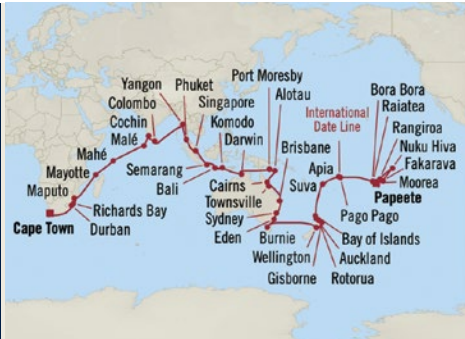 Yangon
Phuket
Port Moresby
Alotau
Bora Bora
Raiatea
Colombo
Singapore
International
Date Line
Rangiroa
Cochin
Komodo
Brisbane
Nuku Hiva
Malé
Darwin
Fakarava
Mahé
Semarang
Apia
Moorea
Mayotte
Bali
Cairns
Suva
Papeete
Maputo
Townsville
Richards Bay
Sydney
Pago Pago
Cape Town
Durban
Eden
Burnie
Bay of Islands
Wellington
Auckland
Gisborne
Rotorua